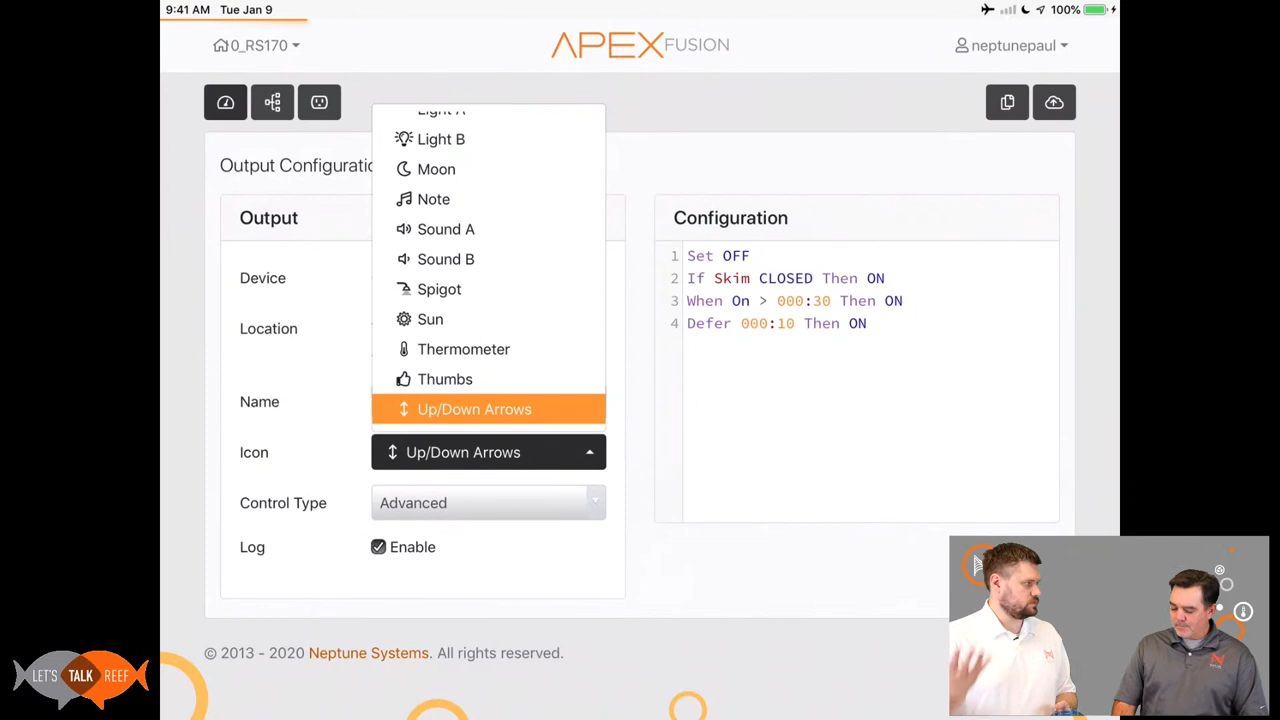 9:41 AM Tue Jan 9
100%
0_RS170
APEX FUSION
neptunepaul
Output Configuratio
Light A
Light B
Moon
Note
Sound A
Sound B
Spigot
Sun
Thermometer
Thumbs
Up/Down Arrows
Output
Device
Location
Name
Icon
Up/Down Arrows
Control Type
Advanced
Log
Enable
Configuration
1 Set OFF
2 If Skim CLOSED Then ON
3 When On > 000:30 Then ON
4 Defer 000:10 Then ON
© 2013 - 2020 Neptune Systems. All rights reserved.
LET'S TALK REEF